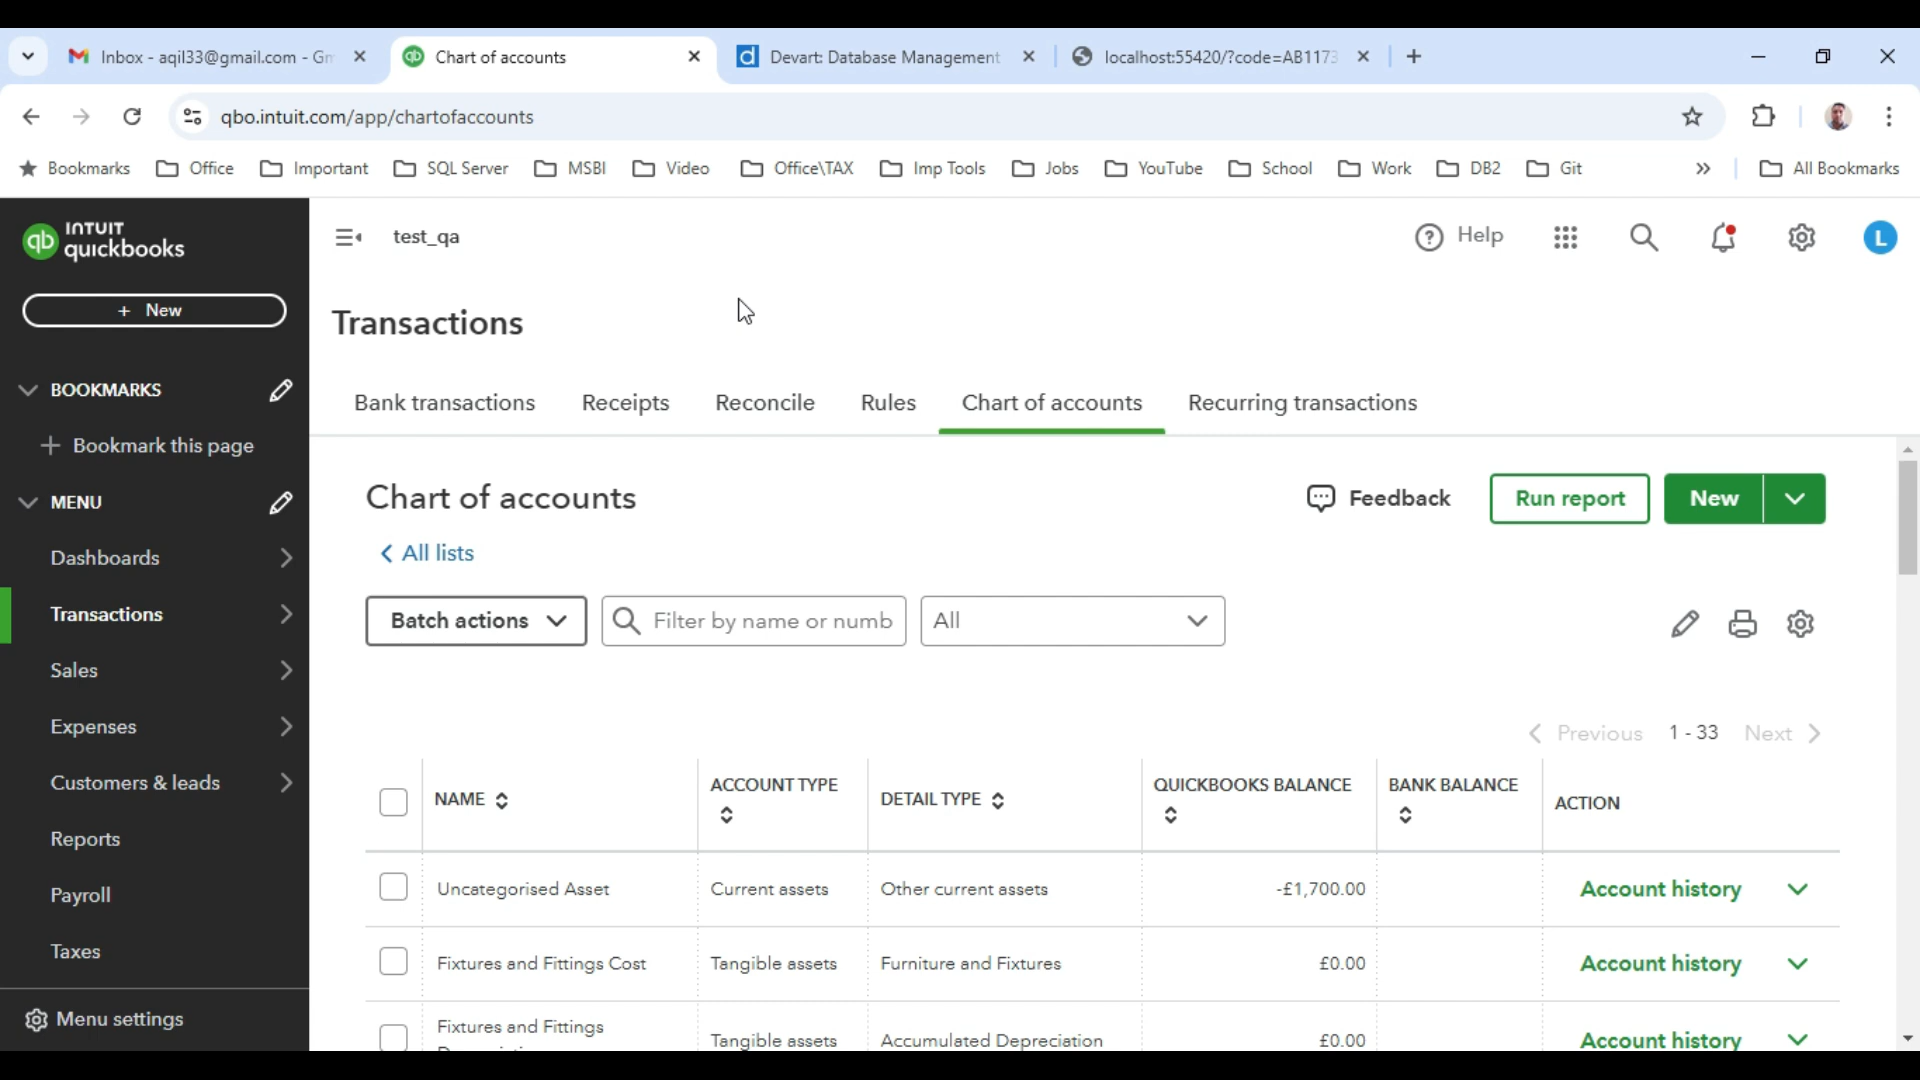 Inbox - aqil33@gmail.com - Gm
Chart of accounts
Devart: Database Management
localhost:55420/?code=AB1173
qbo.intuit.com/app/chartofaccounts
Bookmarks
Office
Important
SQL Server
MSBI
Video
Office\TAX
Imp Tools
Jobs
YouTube
School
Work
DB2
Git
All Bookmarks
qb
INTUIT
quickbooks
test_qa
Help
L
+ New
Transactions
BOOKMARKS
Bookmark this page
MENU
Dashboards
Transactions
Sales
Expenses
Customers & leads
Reports
Payroll
Taxes
Menu settings
Bank transactions
Receipts
Reconcile
Rules
Chart of accounts
Recurring transactions
Chart of accounts
Feedback
Run report
New
All lists
Batch actions
Filter by name or numb
All
Previous 1 - 33 Next
NAME
ACCOUNT TYPE
DETAIL TYPE
QUICKBOOKS BALANCE
BANK BALANCE
ACTION
Uncategorised Asset
Current assets
Other current assets
-£1,700.00
Account history
Fixtures and Fittings Cost
Tangible assets
Furniture and Fixtures
£0.00
Account history
Fixtures and Fittings
Tangible assets
Accumulated Depreciation
£0.00
Account history